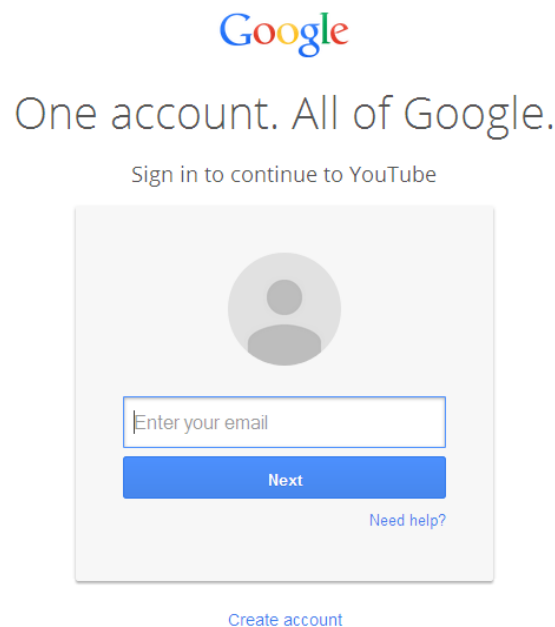 Google
One account. All of Google.
Sign in to continue to YouTube
Enter your email
Next
Need help?
Create account